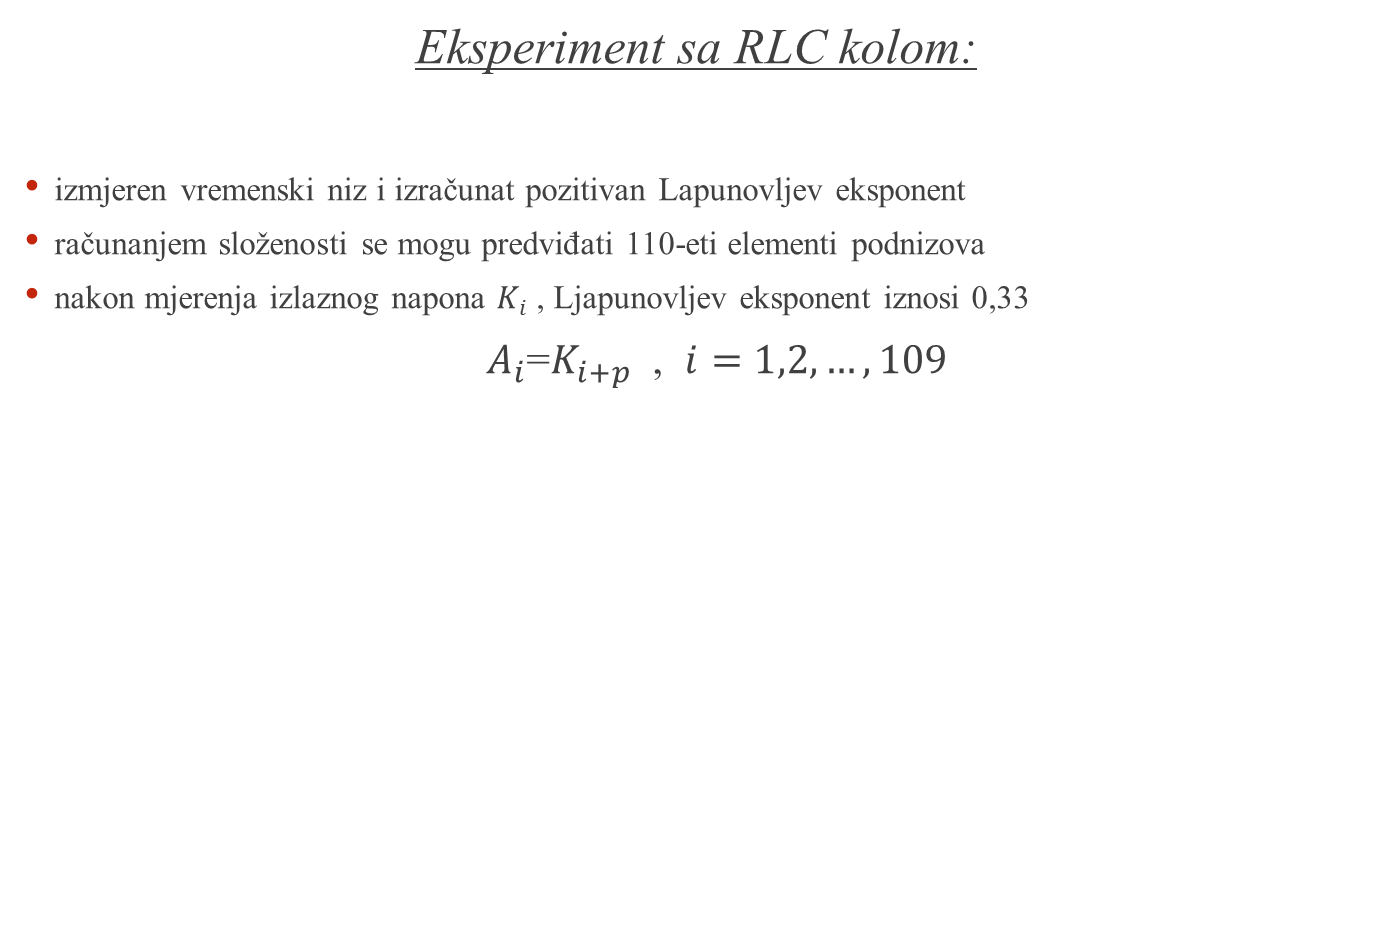 Eksperiment sa RLC kolom:
• izmjeren vremenski niz i izračunat pozitivan Lapunovljev eksponent
• računanjem složenosti se mogu predviđati 110-eti elementi podnizova
• nakon mjerenja izlaznog napona K_i , Ljapunovljev eksponent iznosi 0,33
A_i=K_{i+p} , i = 1,2, … , 109